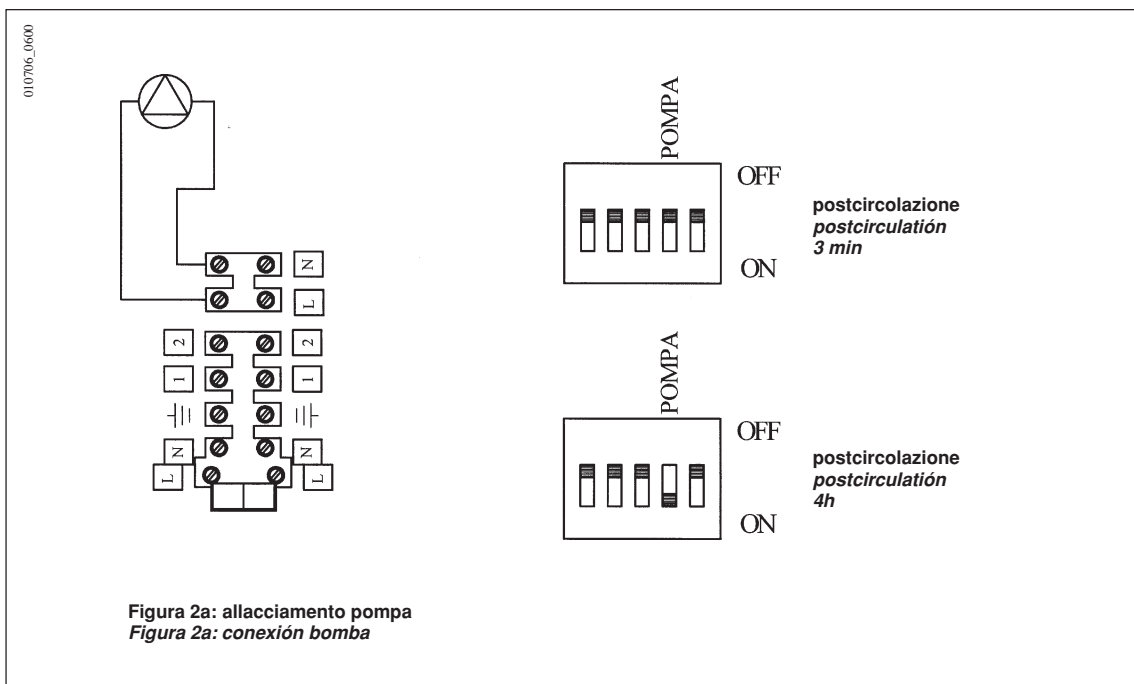 010706_0600
POMPA
OFF
postcircolazione
postcirculatión
3 min
ON
N
L
2 2
1 1
N N
L L
POMPA
OFF
postcircolazione
postcirculatión
4h
ON
Figura 2a: allacciamento pompa
Figura 2a: conexión bomba